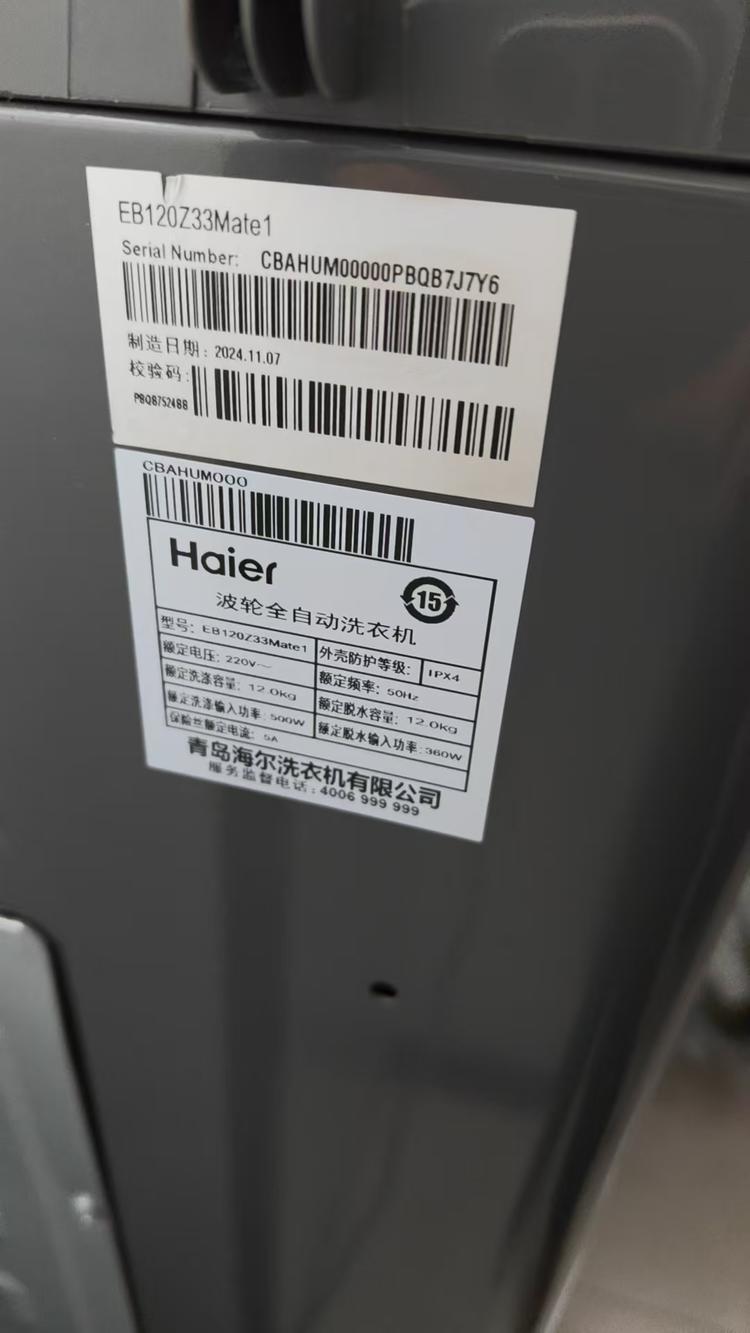 EB120Z33Mate1
Serial Number: CBAHUM00000PBQB7J7Y6
制造日期: 2024.11.07
校验码:
PBQB7524BB
CBAHUM000
Haier
15
波轮全自动洗衣机
型号: EB120Z33Mate1 外壳防护等级: IPX4
额定电压: 220V～ 额定频率: 50Hz
额定洗涤容量: 12.0kg 额定脱水容量: 12.0kg
额定洗涤输入功率: 500W 额定脱水输入功率: 360W
保险丝额定电流: 5A
青岛海尔洗衣机有限公司
服务监督电话: 4006 999 999